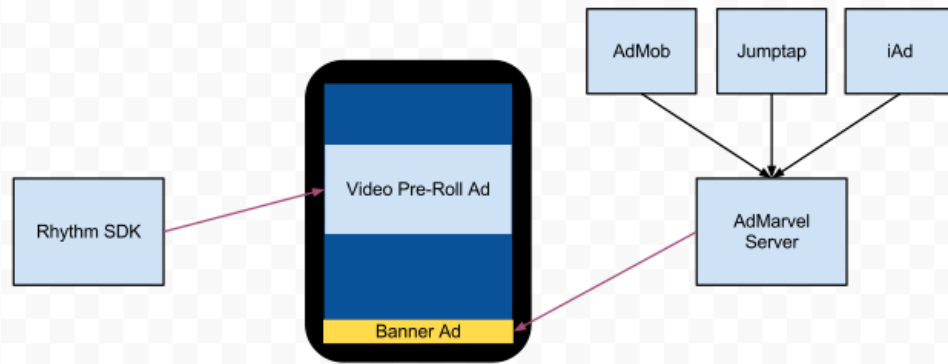 AdMob
Jumptap
iAd
Video Pre-Roll Ad
Rhythm SDK
AdMarvel
Server
Banner Ad